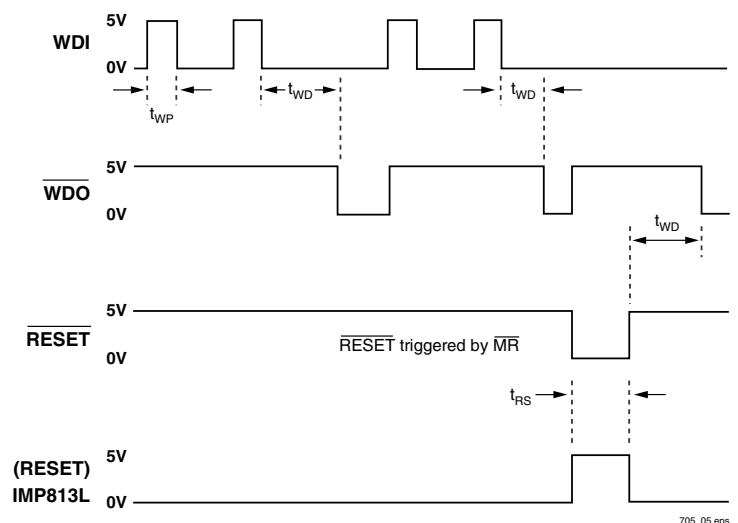 WDI
5V
0V
tWP
tWD
tWD
WDO
5V
0V
tWD
RESET
5V
0V
RESET triggered by MR
tRS
(RESET)
IMP813L
5V
0V
705_05.eps